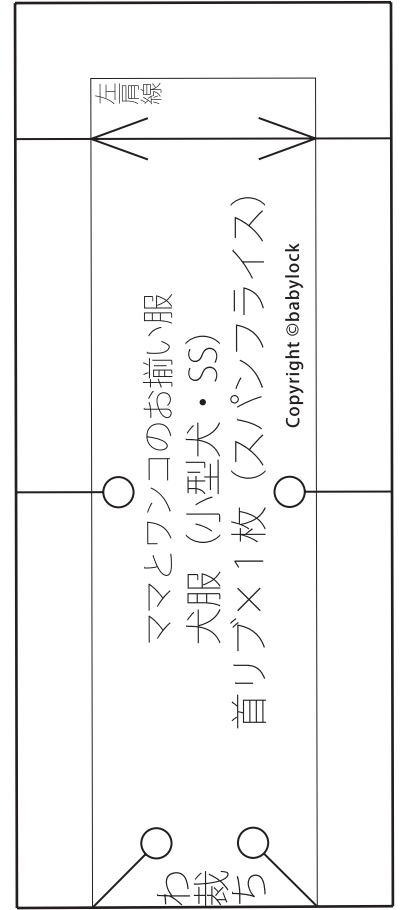 左肩線
ママとワンコのお揃い服
犬服（小型犬・SS）
首リブ×1枚（スパンフライス）
Copyright ©babylock
わ裁ち